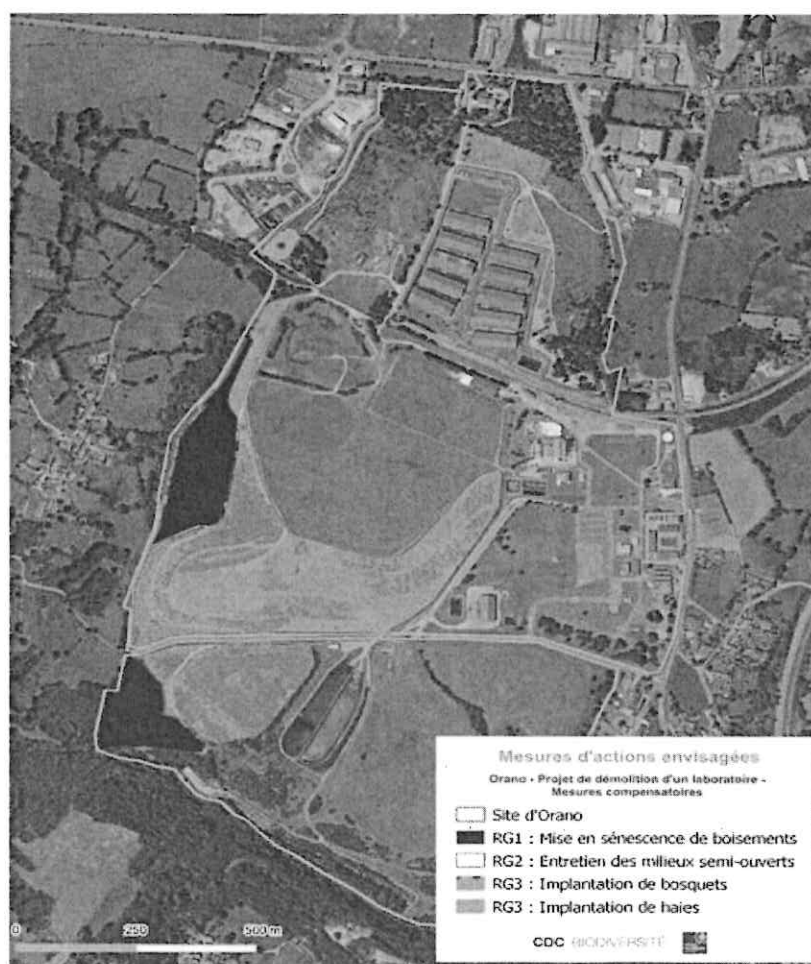 Mesures d'actions envisagées
Orano - Projet de démolition d'un laboratoire -
Mesures compensatoires
Site d'Orano
RG1 : Mise en sénescence de boisements
RG2 : Entretien des milieux semi-ouverts
RG3 : Implantation de bosquets
RG3 : Implantation de haies
0 250 500 m
CDC BIODIVERSITÉ